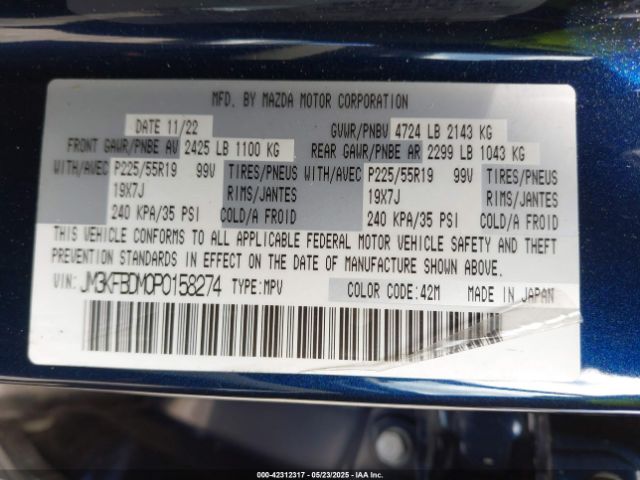 MFD. BY MAZDA MOTOR CORPORATION
DATE 11/22 GVWR/PNBV 4724 LB 2143 KG
FRONT GAWR/PNBE AV 2425 LB 1100 KG REAR GAWR/PNBE AR 2299 LB 1043 KG
WITH/AVEC P225/55R19 99V TIRES/PNEUS WITH/AVEC P225/55R19 99V TIRES/PNEUS
19X7J RIMS/JANTES 19X7J RIMS/JANTES
240 KPA/35 PSI COLD/A FROID 240 KPA/35 PSI COLD/A FROID
THIS VEHICLE CONFORMS TO ALL APPLICABLE FEDERAL MOTOR VEHICLE SAFETY AND THEFT
PREVENTION STANDARDS IN EFFECT ON THE DATE OF MANUFACTURE SHOWN ABOVE.
VIN: JM3KFBDM0P0158274 TYPE:MPV COLOR CODE:42M MADE IN JAPAN
000-42312317 - 05/23/2025 - IAA Inc.